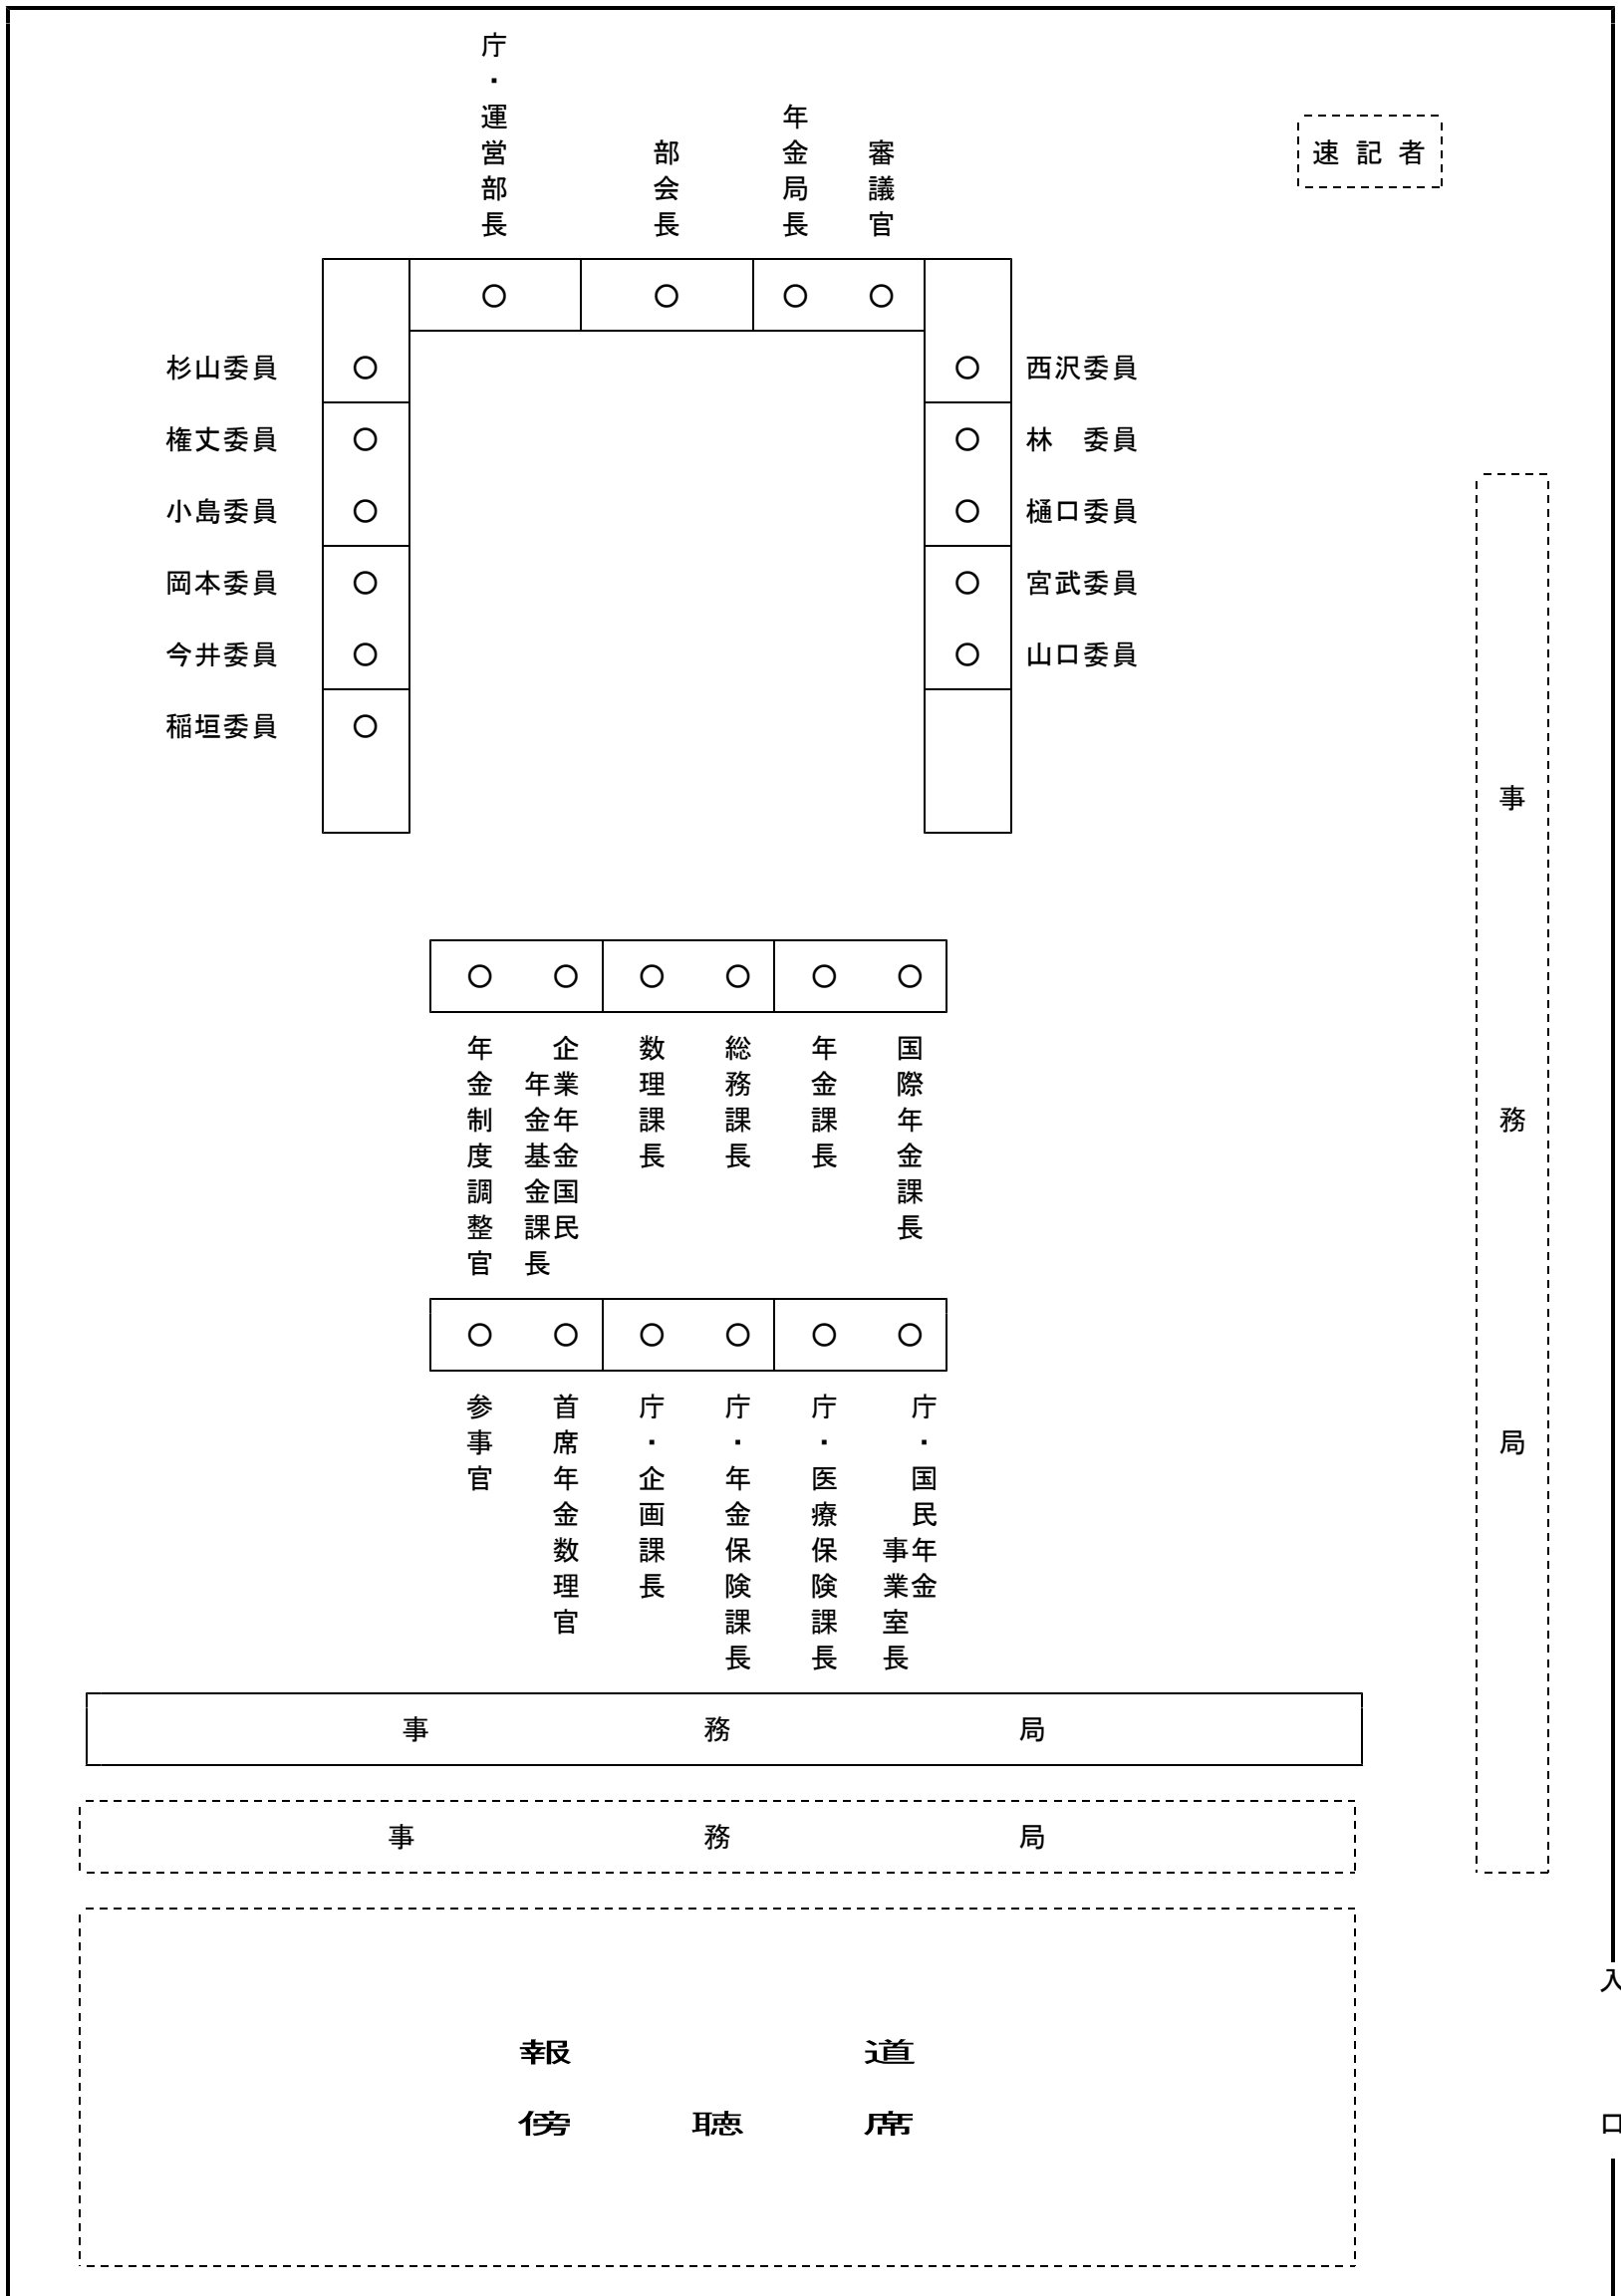 庁・運営部長
部会長
年金局長
審議官
速記者
○ ○ ○ ○
杉山委員 ○ ○ 西沢委員
権丈委員 ○ ○ 林　委員
小島委員 ○ ○ 樋口委員
岡本委員 ○ ○ 宮武委員
今井委員 ○ ○ 山口委員
稲垣委員 ○
事務局
○ ○ ○ ○ ○ ○
年金制度調整官
企業年金国民
年金基金課長
数理課長
総務課長
年金課長
国際年金課長
○ ○ ○ ○ ○ ○
参事官
首席年金数理官
庁・企画課長
庁・年金保険課長
庁・医療保険課長
庁・国民年金
事業室長
事務局
事務局
報道
傍聴席
入口